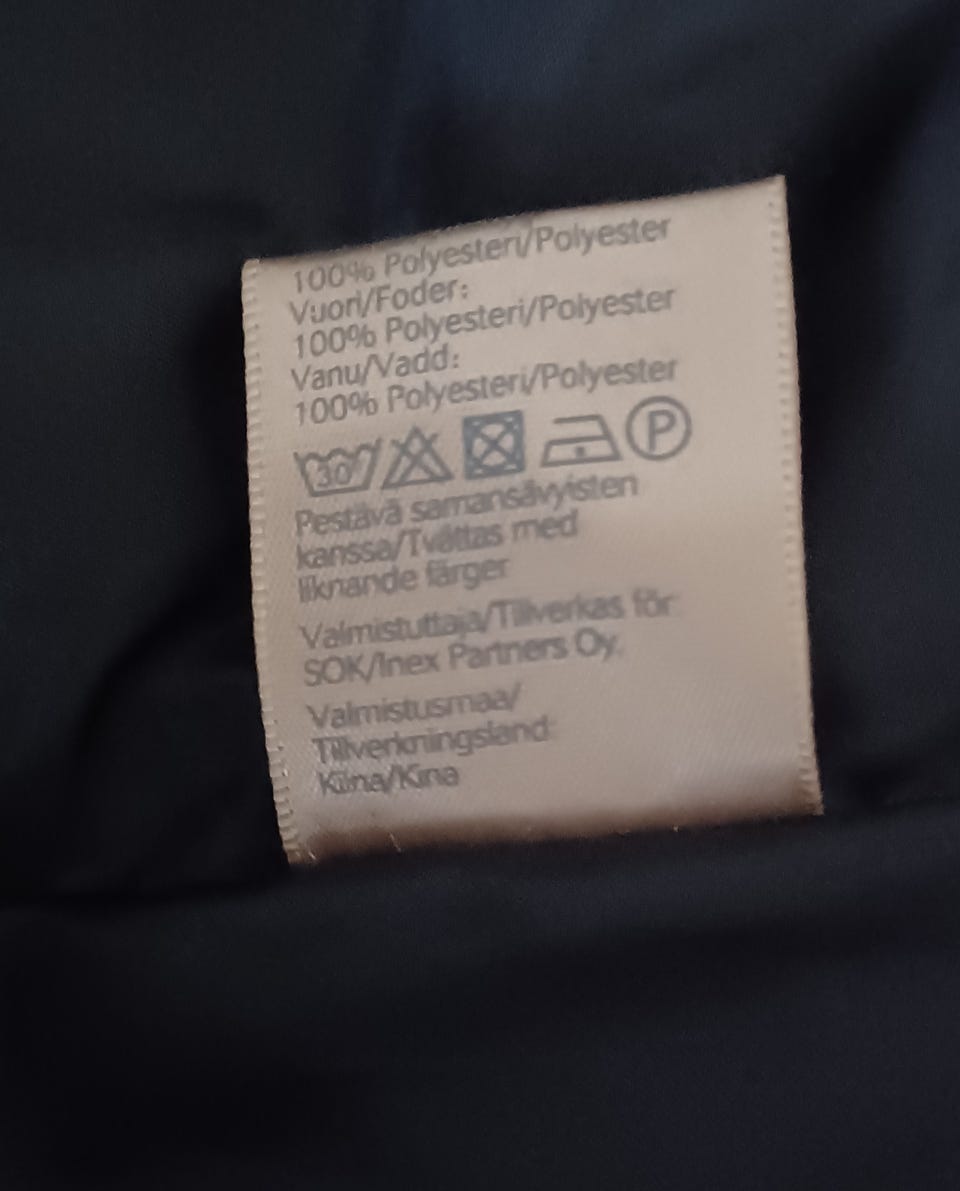 100% Polyesteri/Polyester
Vuori/Foder:
100% Polyesteri/Polyester
Vanu/Vadd:
100% Polyesteri/Polyester
30° P
Pestävä samansävyisten
kanssa/Tvättas med
liknande färger
Valmistuttaja/Tillverkas för
SOK/Inex Partners Oy.
Valmistusmaa/
Tillverkningsland
Kiina/Kina